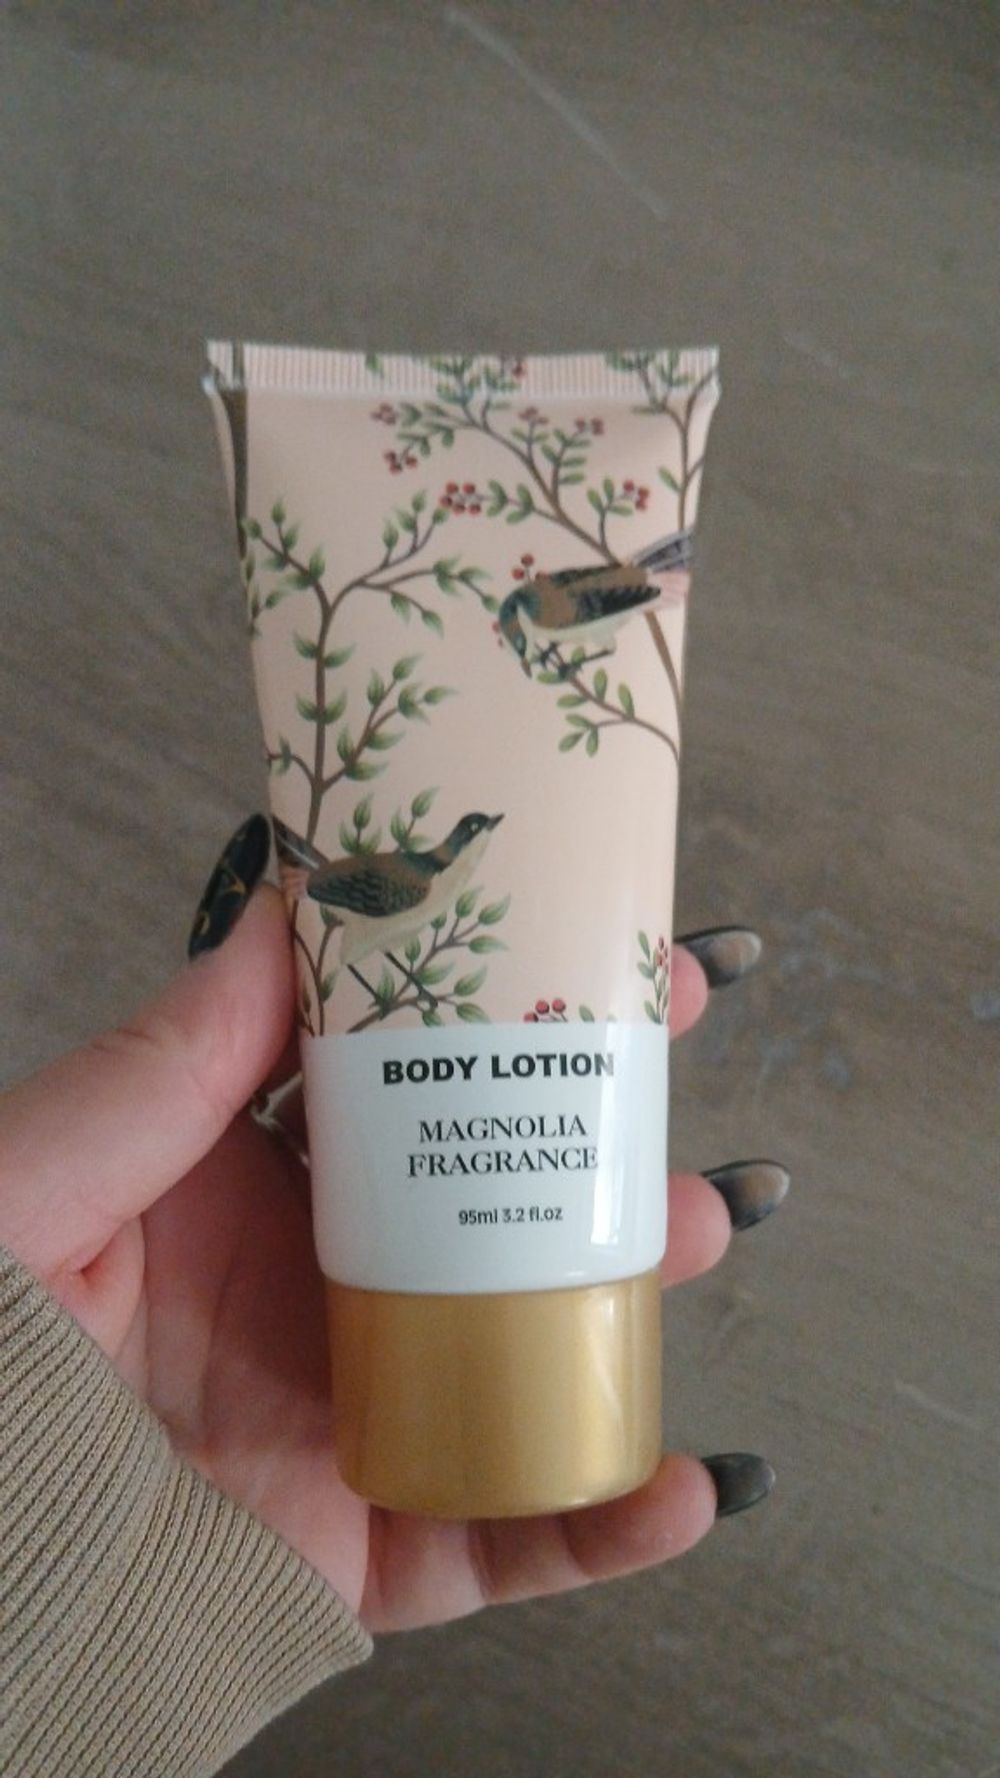 BODY LOTION
MAGNOLIA
FRAGRANCE
95ml 3.2 fl.oz